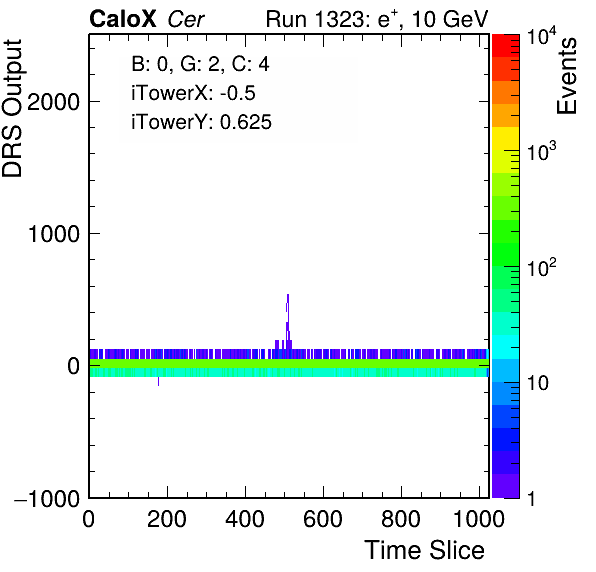 CaloX Cer Run 1323: e⁺, 10 GeV
B: 0, G: 2, C: 4
iTowerX: -0.5
iTowerY: 0.625
DRS Output
2000
1000
0
−1000
0 200 400 600 800 1000
Time Slice
10⁴
10³
10²
10
1
Events